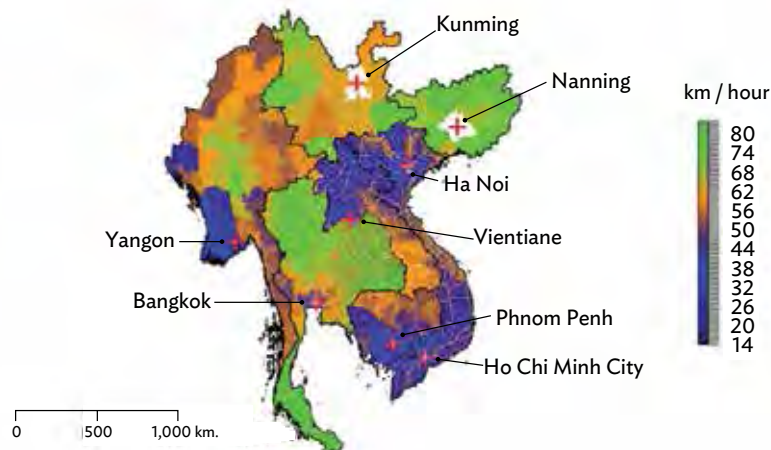 Kunming
Nanning
km / hour
80
74
68
62
56
50
44
38
32
26
20
14
Ha Noi
Yangon
Vientiane
Bangkok
Phnom Penh
Ho Chi Minh City
0 500 1,000 km.